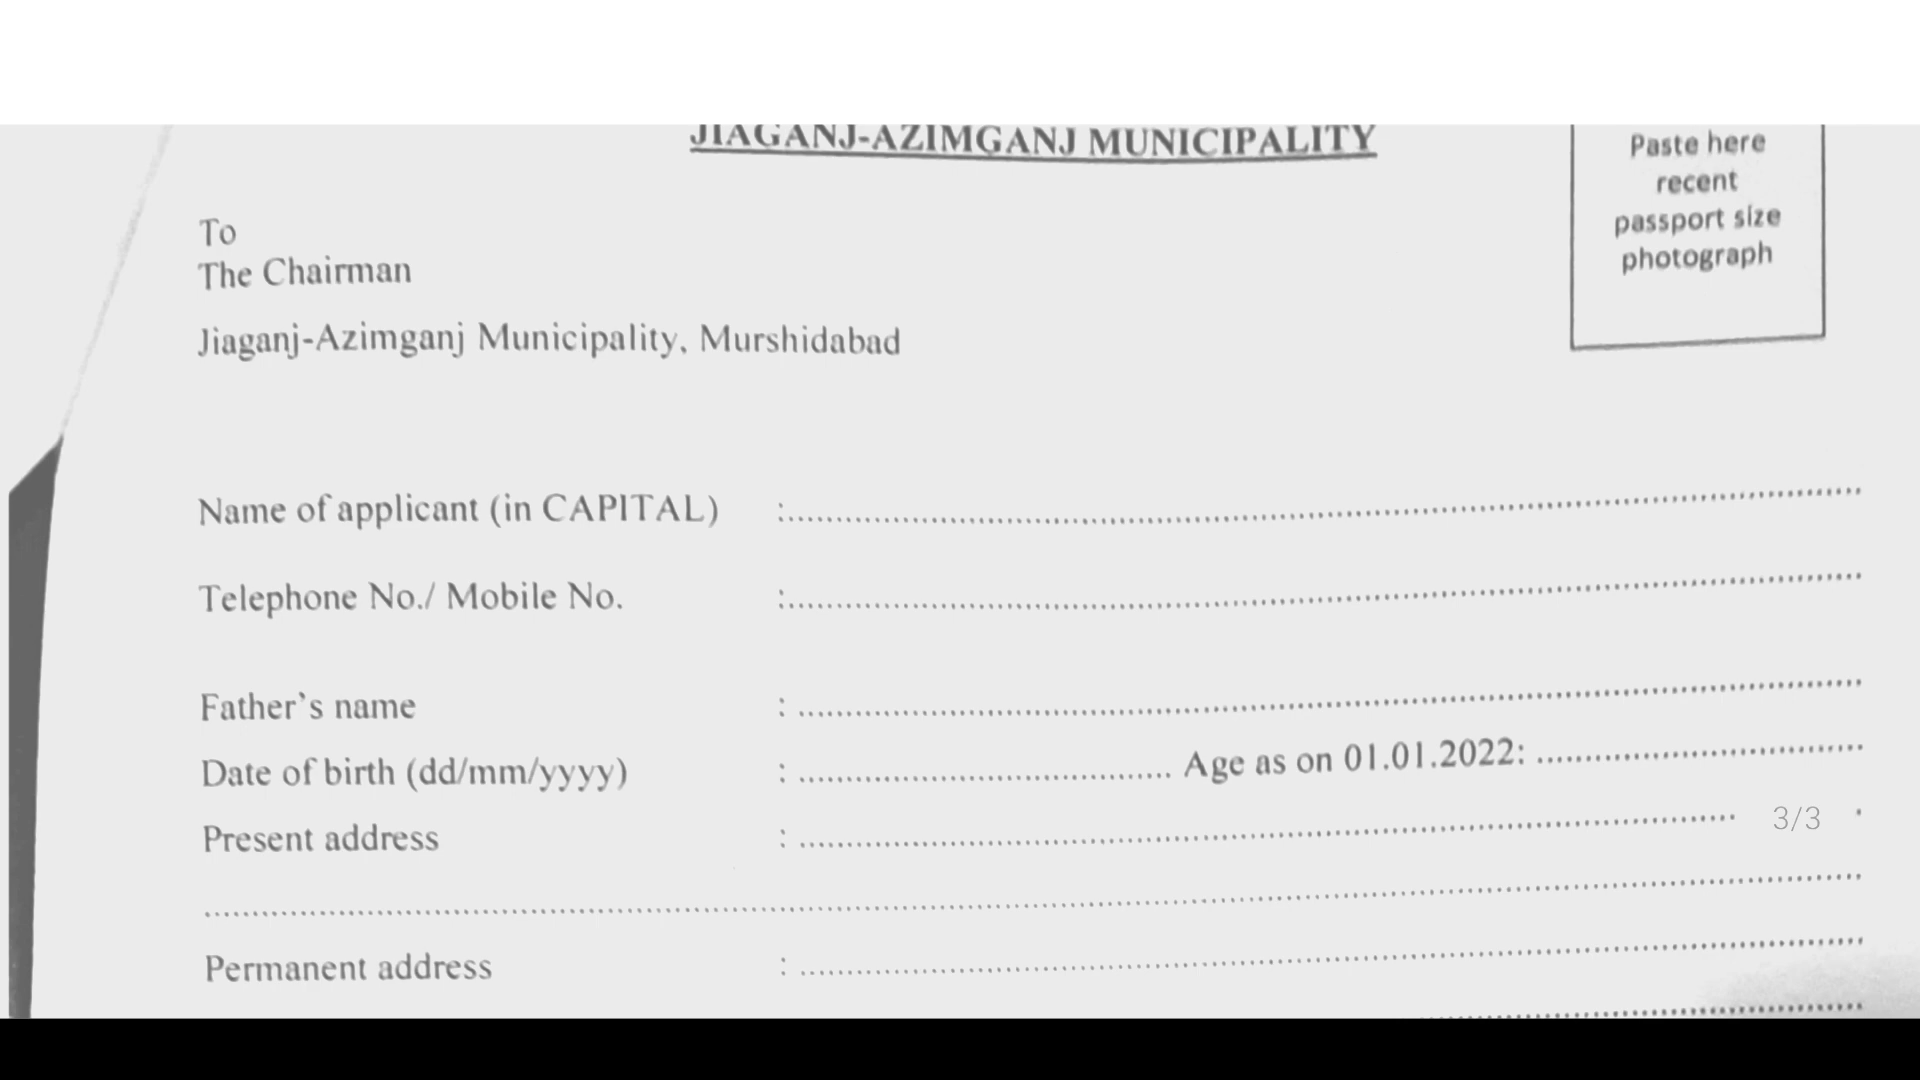 JIAGANJ-AZIMGANJ MUNICIPALITY
Paste here
recent
passport size
photograph
To
The Chairman
Jiaganj-Azimganj Municipality, Murshidabad
Name of applicant (in CAPITAL) :
Telephone No./ Mobile No. :
Father's name :
Date of birth (dd/mm/yyyy) : Age as on 01.01.2022:
Present address :
3/3
Permanent address :